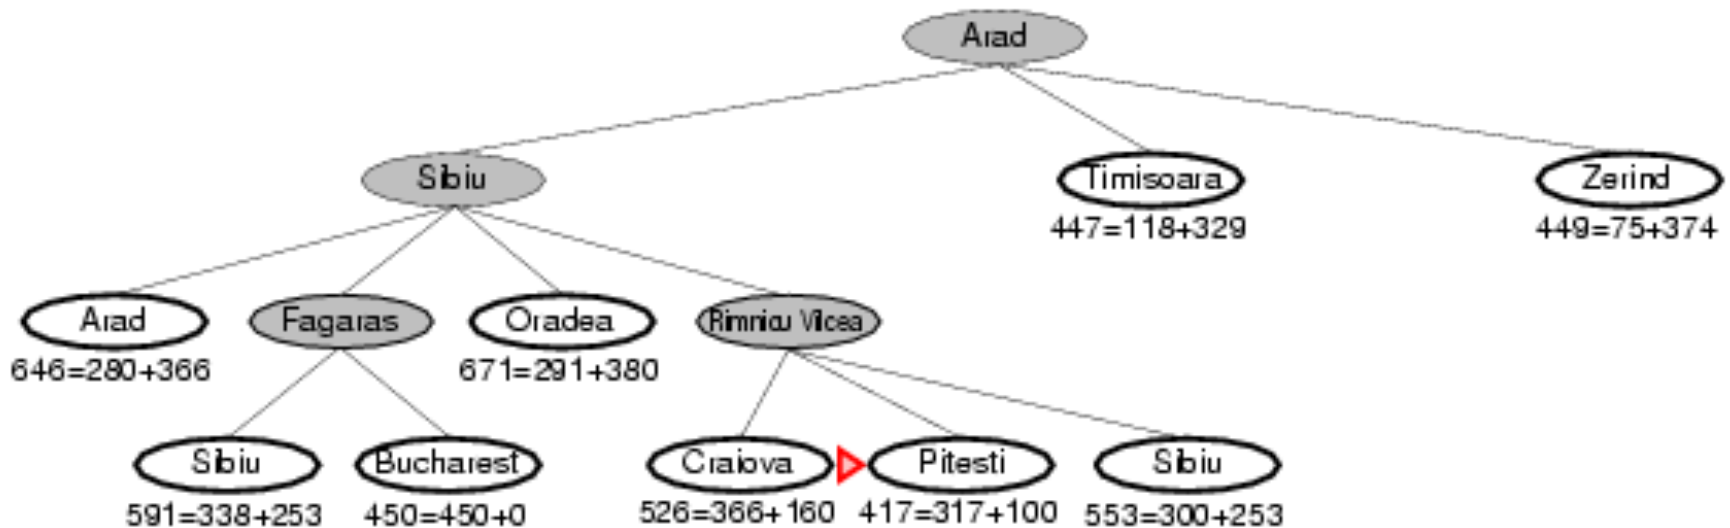 Arad
Sibiu
Timisoara
447=118+329
Zerind
449=75+374
Arad
646=280+366
Fagaras
Oradea
671=291+380
Rimnicu Vilcea
Sibiu
591=338+253
Bucharest
450=450+0
Craiova
526=366+160
Pitesti
417=317+100
Sibiu
553=300+253